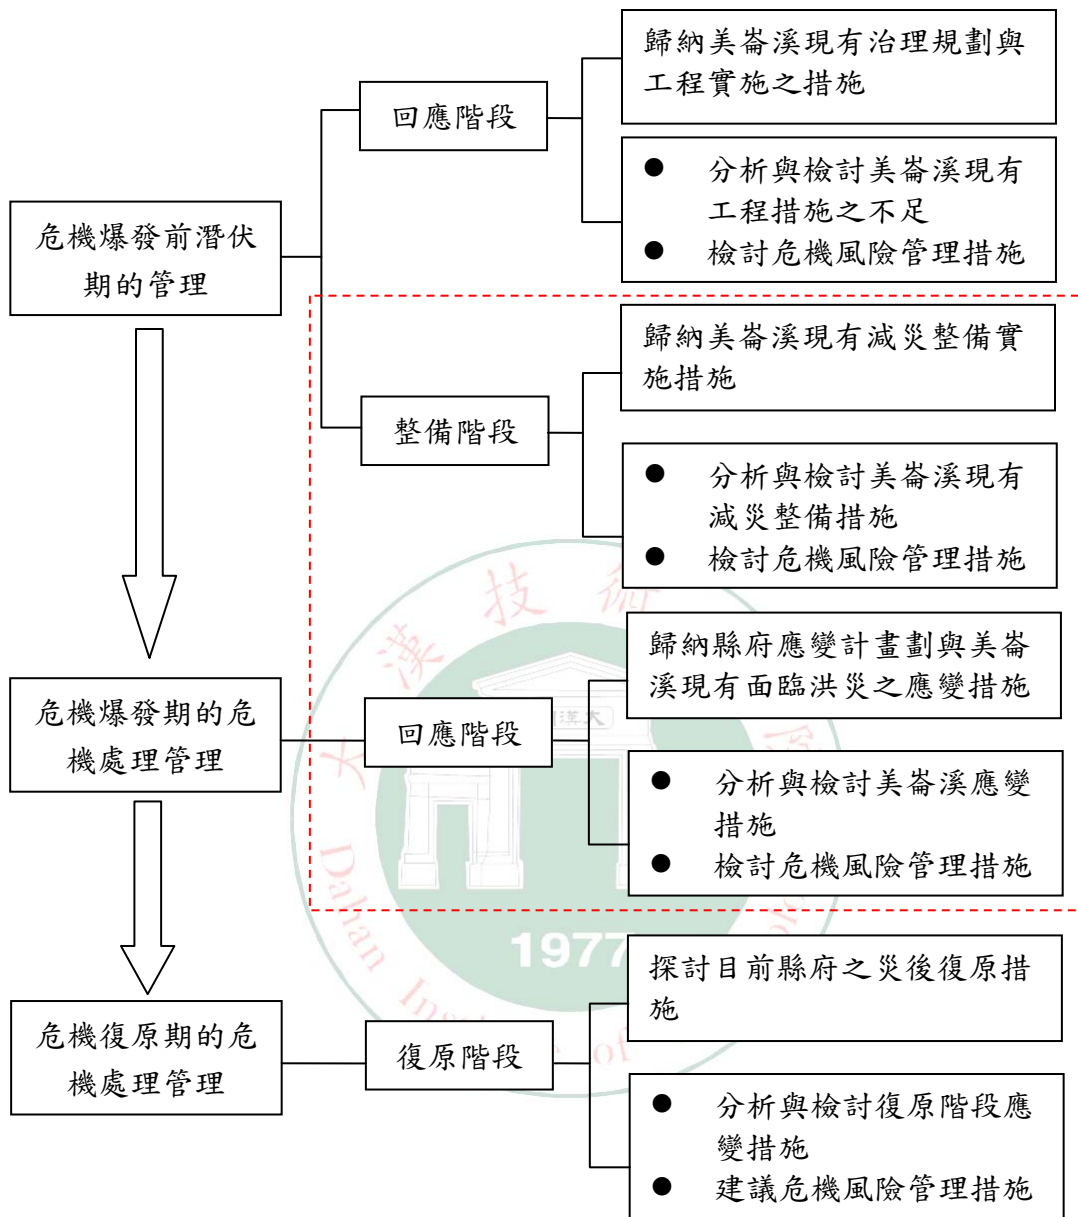 歸納美崙溪現有治理規劃與
工程實施之措施
回應階段
● 分析與檢討美崙溪現有
工程措施之不足
● 檢討危機風險管理措施
危機爆發前潛伏
期的管理
歸納美崙溪現有減災整備實
施措施
整備階段
● 分析與檢討美崙溪現有
減災整備措施
● 檢討危機風險管理措施
歸納縣府應變計畫劃與美崙
溪現有面臨洪災之應變措施
危機爆發期的危
機處理管理
回應階段
● 分析與檢討美崙溪應變
措施
● 檢討危機風險管理措施
探討目前縣府之災後復原措
施
危機復原期的危
機處理管理
復原階段
● 分析與檢討復原階段應
變措施
● 建議危機風險管理措施
大漢技術
Dahan
of
1977